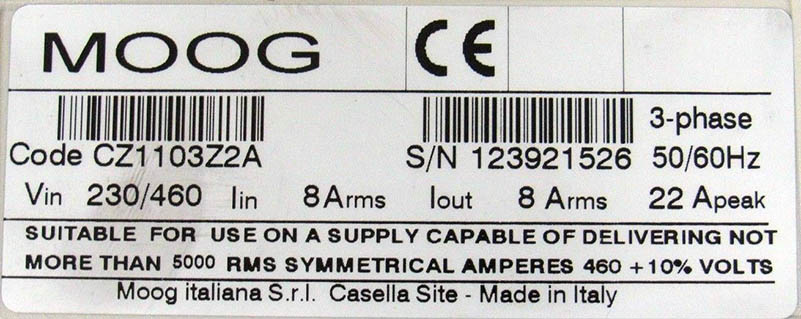 MOOG CE
3-phase
Code CZ1103Z2A S/N 123921526 50/60Hz
Vin 230/460 Iin 8Arms Iout 8 Arms 22 Apeak
SUITABLE FOR USE ON A SUPPLY CAPABLE OF DELIVERING NOT
MORE THAN 5000 RMS SYMMETRICAL AMPERES 460 +10% VOLTS
Moog italiana S.r.l. Casella Site - Made in Italy